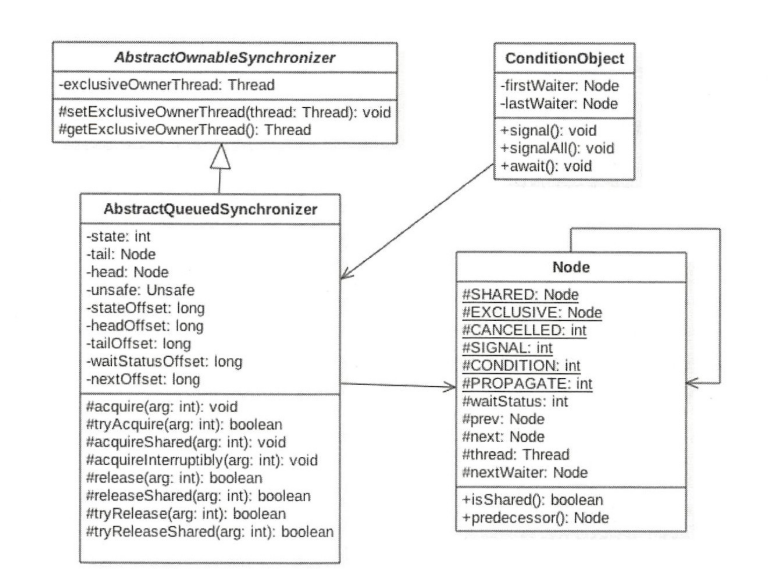 AbstractOwnableSynchronizer
-exclusiveOwnerThread: Thread
#setExclusiveOwnerThread(thread: Thread): void
#getExclusiveOwnerThread(): Thread
ConditionObject
-firstWaiter: Node
-lastWaiter: Node
+signal(): void
+signalAll(): void
+await(): void
AbstractQueuedSynchronizer
-state: int
-tail: Node
-head: Node
-unsafe: Unsafe
-stateOffset: long
-headOffset: long
-tailOffset: long
-waitStatusOffset: long
-nextOffset: long
#acquire(arg: int): void
#tryAcquire(arg: int): boolean
#acquireShared(arg: int): void
#acquireInterruptibly(arg: int): void
#release(arg: int): boolean
#releaseShared(arg: int): boolean
#tryRelease(arg: int): boolean
#tryReleaseShared(arg: int): boolean
Node
#SHARED: Node
#EXCLUSIVE: Node
#CANCELLED: int
#SIGNAL: int
#CONDITION: int
#PROPAGATE: int
#waitStatus: int
#prev: Node
#next: Node
#thread: Thread
#nextWaiter: Node
+isShared(): boolean
+predecessor(): Node